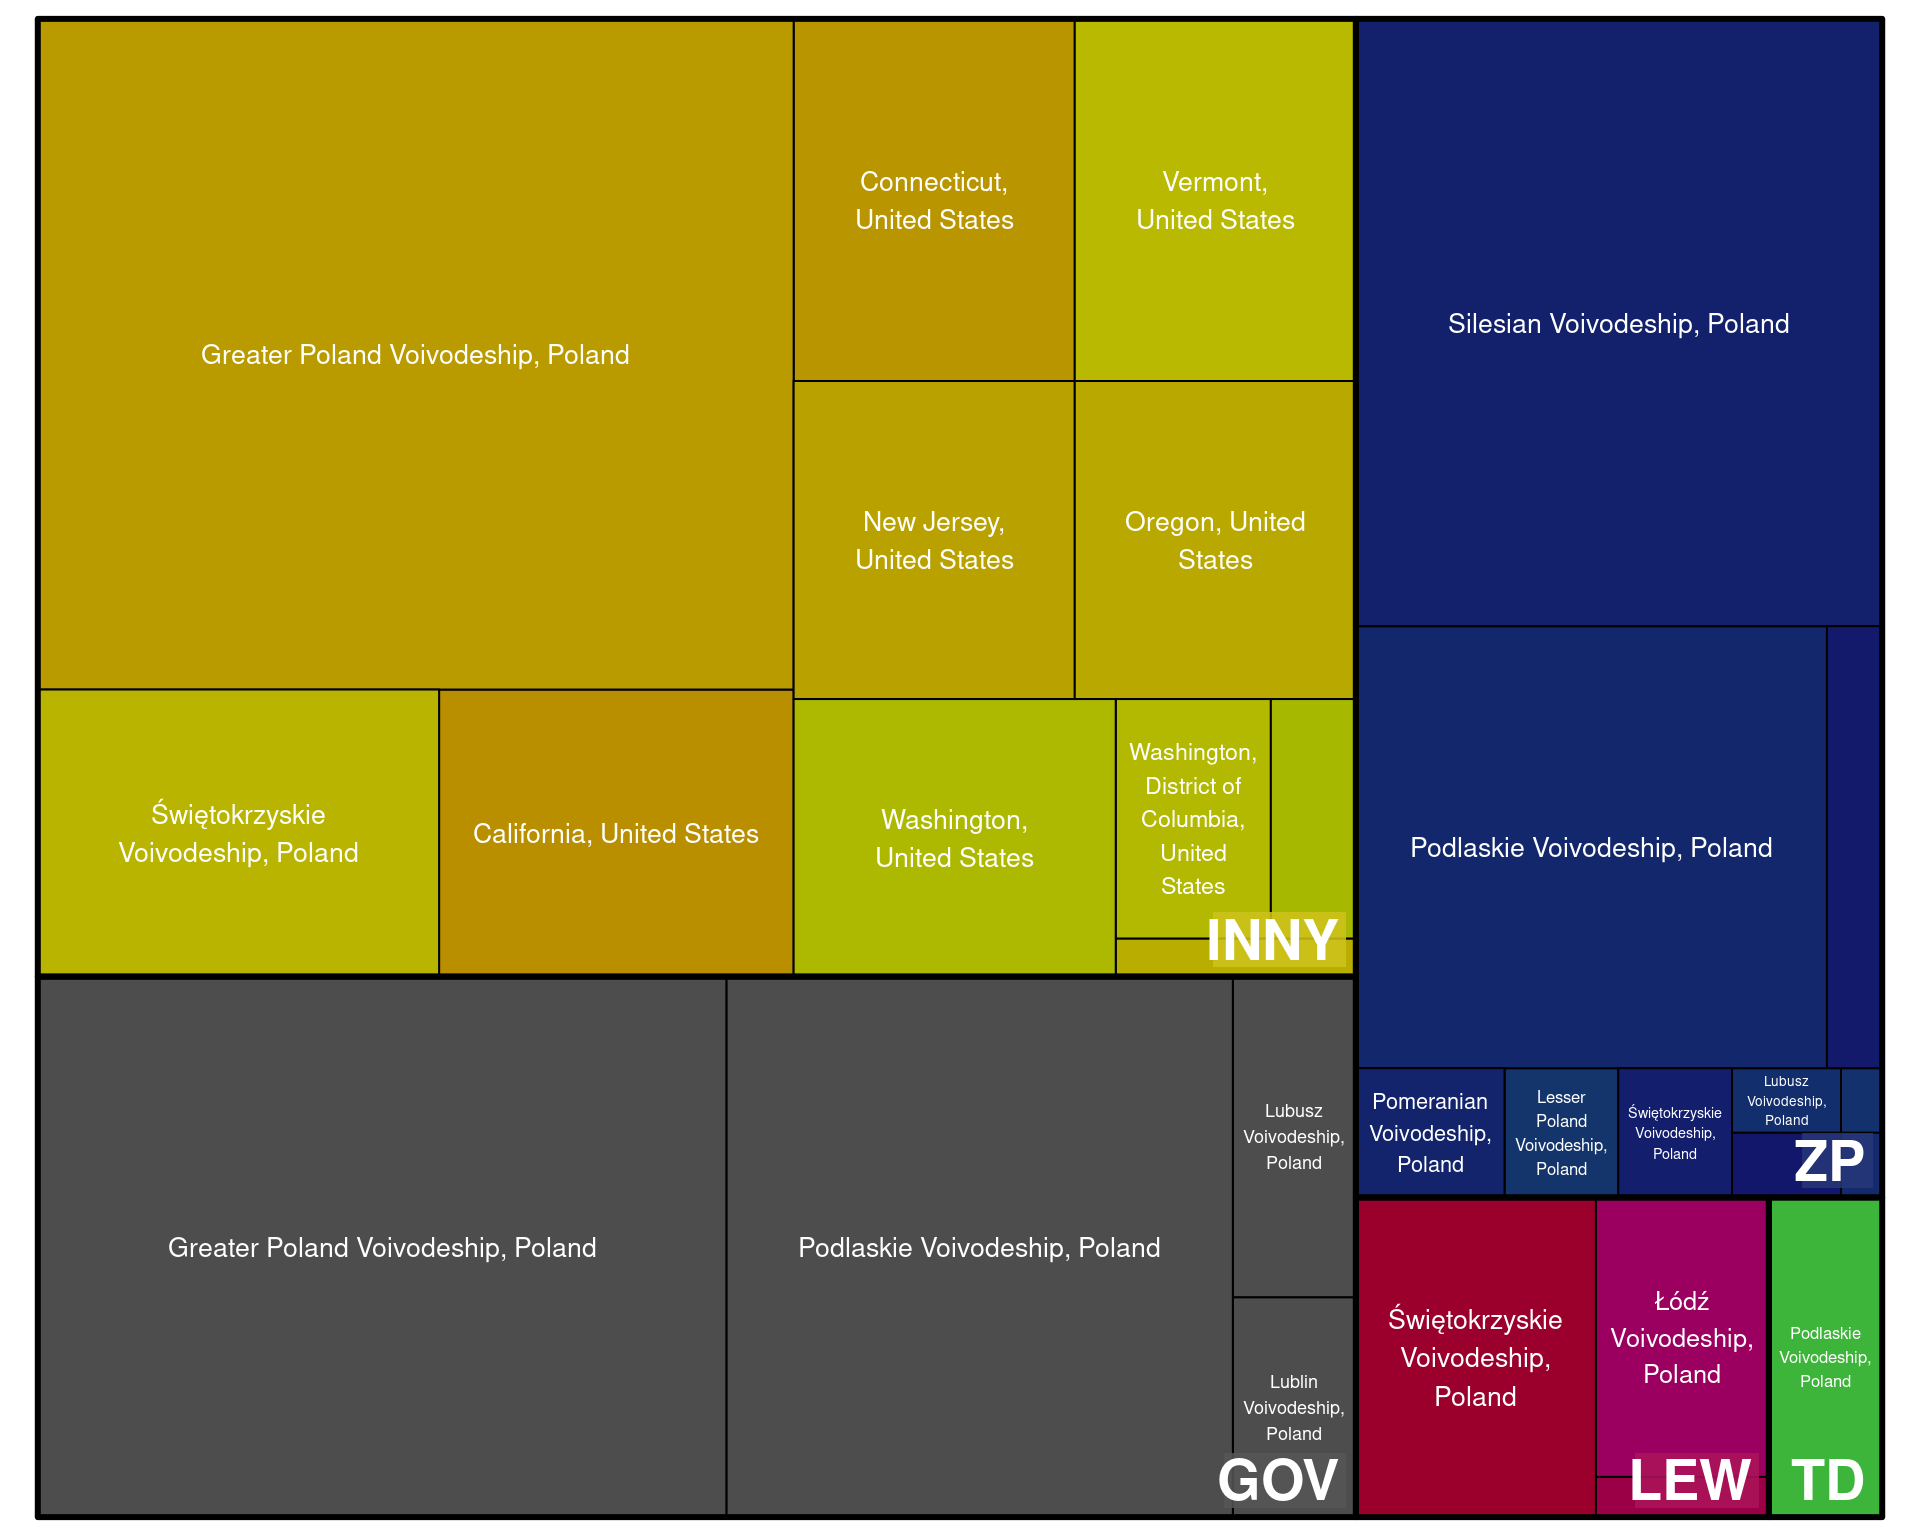 Greater Poland Voivodeship, Poland
Connecticut,
United States
Vermont,
United States
New Jersey,
United States
Oregon, United
States
Świętokrzyskie
Voivodeship, Poland
California, United States
Washington,
United States
Washington,
District of
Columbia,
United
States
INNY
Greater Poland Voivodeship, Poland
Podlaskie Voivodeship, Poland
Lubusz
Voivodeship,
Poland
Lublin
Voivodeship,
Poland
GOV
Silesian Voivodeship, Poland
Podlaskie Voivodeship, Poland
Pomeranian
Voivodeship,
Poland
Lesser
Poland
Voivodeship,
Poland
Świętokrzyskie
Voivodeship,
Poland
Lubusz
Voivodeship,
Poland
ZP
Świętokrzyskie
Voivodeship,
Poland
Łódź
Voivodeship,
Poland
LEW
Podlaskie
Voivodeship,
Poland
TD